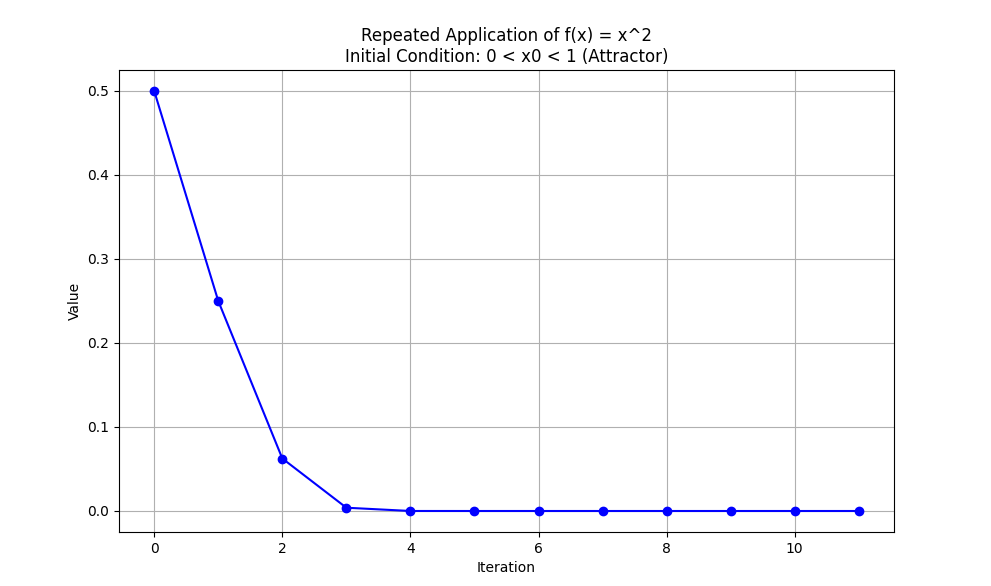 Repeated Application of f(x) = x^2
Initial Condition: 0 < x0 < 1 (Attractor)
0.5
0.4
0.3
0.2
0.1
0.0
Value
0 2 4 6 8 10
Iteration